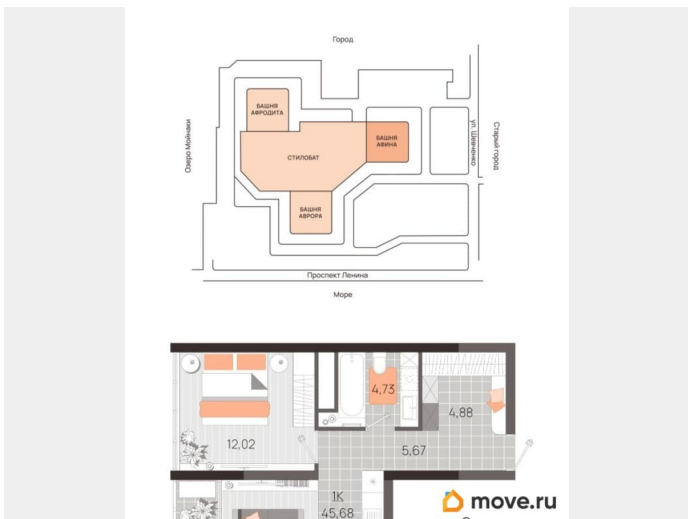 Город
БАШНЯ
АФРОДИТА
БАШНЯ
АФИНА
СТИЛОБАТ
БАШНЯ
АВРОРА
Озеро Мойнаки
ул. Шевченко
Старый город
Проспект Ленина
Море
4,73
4,88
12,02
5,67
1К
45,68
move.ru